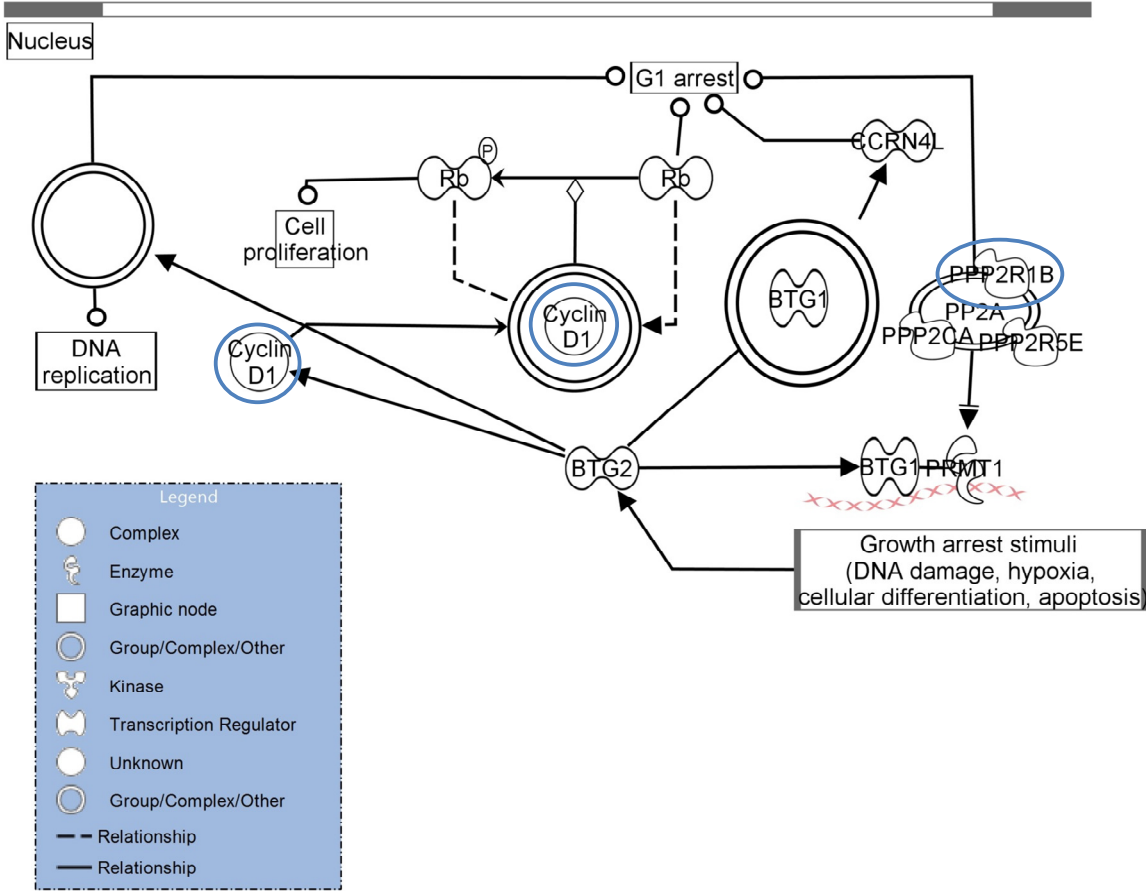 Nucleus
G1 arrest
CCRN4L
P
Rb
Rb
Cell
proliferation
BTG1
PPP2R1B
PP2A
PPP2CA
PPP2R5E
Cyclin
D1
DNA
replication
Cyclin
D1
BTG2
BTG1
PRMT1
Growth arrest stimuli
(DNA damage, hypoxia,
cellular differentiation, apoptosis)
Legend
Complex
Enzyme
Graphic node
Group/Complex/Other
Kinase
Transcription Regulator
Unknown
Group/Complex/Other
Relationship
Relationship